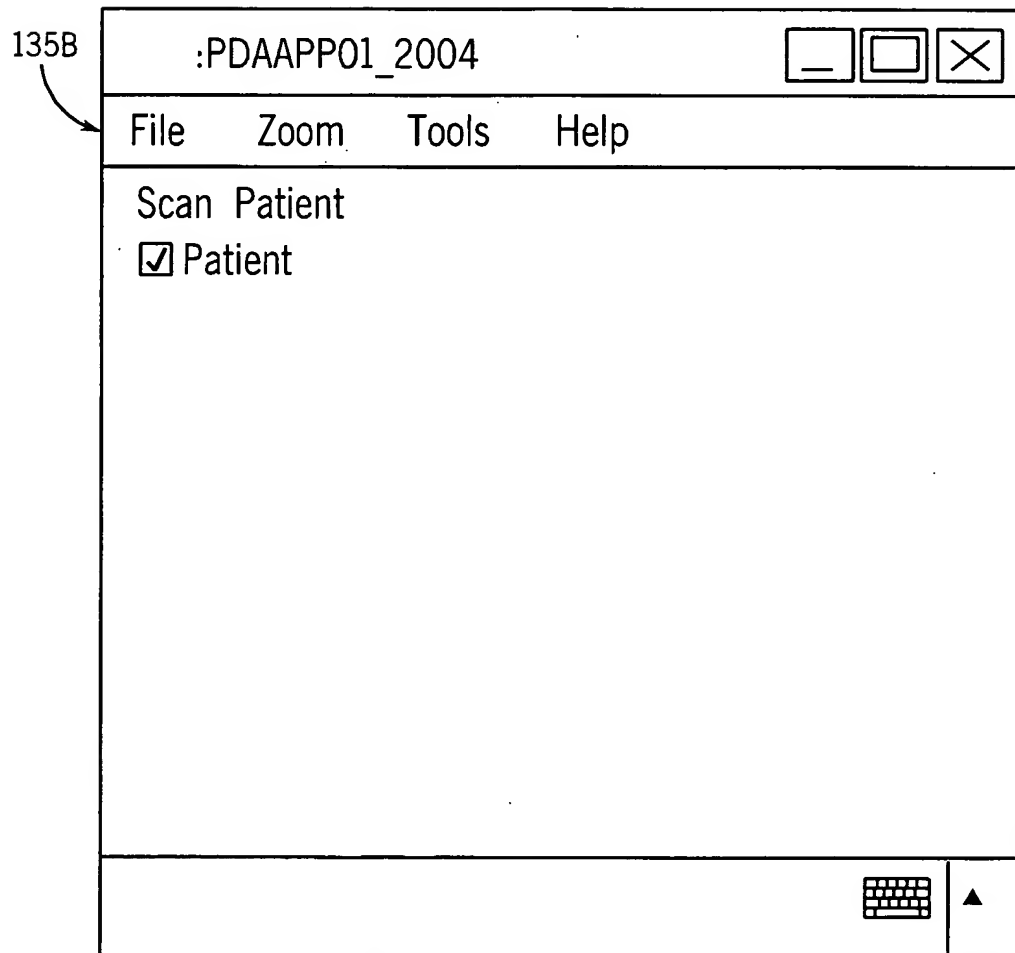 135B
:PDAAPP01_2004
File Zoom Tools Help
Scan Patient
Patient